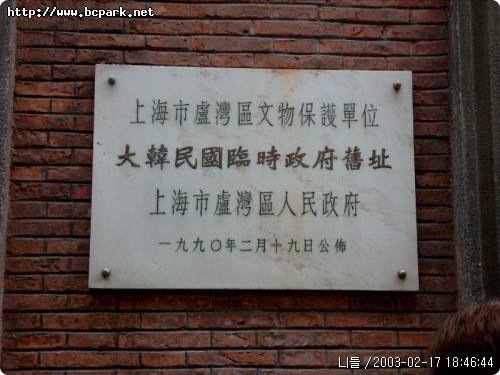 http://www.bcpark.net
上海市盧灣區文物保護單位
大韓民國臨時政府舊址
上海市盧灣區人民政府
一九九〇年二月十九日公佈
니들 / 2003-02-17 18:46:44